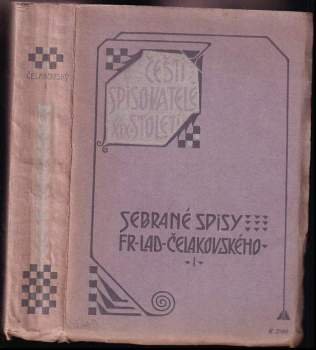 ČELAKOVSKÝ
ČEŠTÍ
SPISOVATELÉ
XIX
STOLETÍ
SEBRANÉ SPISY
FR·LAD·ČELAKOVSKÉHO·
·I·